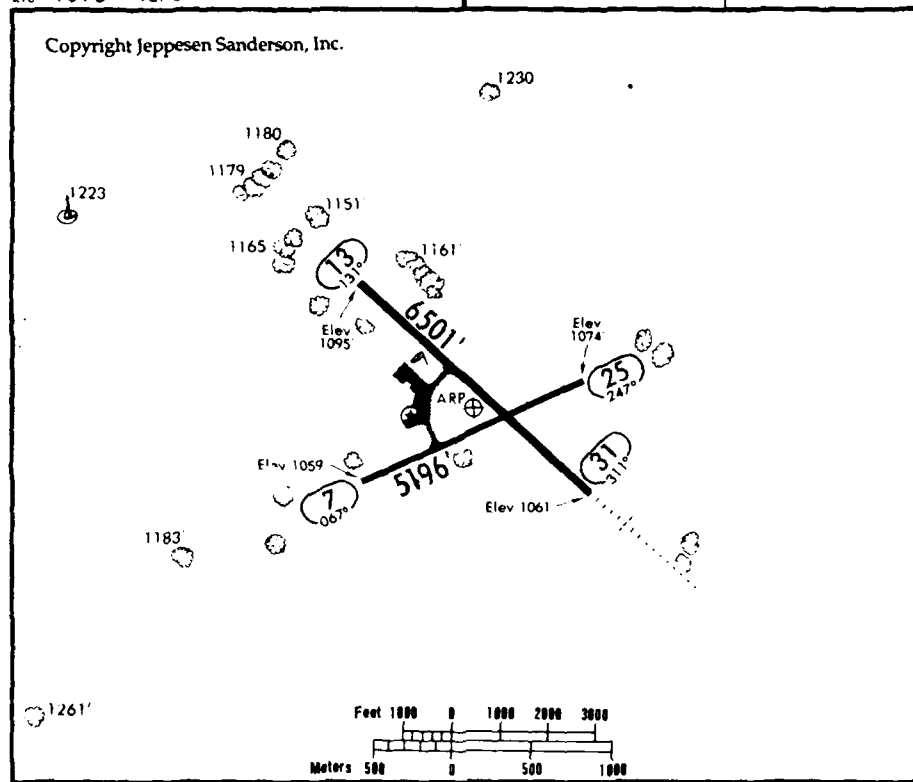 Copyright Jeppesen Sanderson, Inc.
1230
1180
1179
1223
1151'
1165
1161'
13
131°
Elev
1095'
6501'
Elev
1074'
25
247°
ARP
31
311°
Elev 1059
7
067°
5196'
Elev 1061
1183'
1261'
Feet 1000 0 1000 2000 3000
Meters 500 0 500 1000